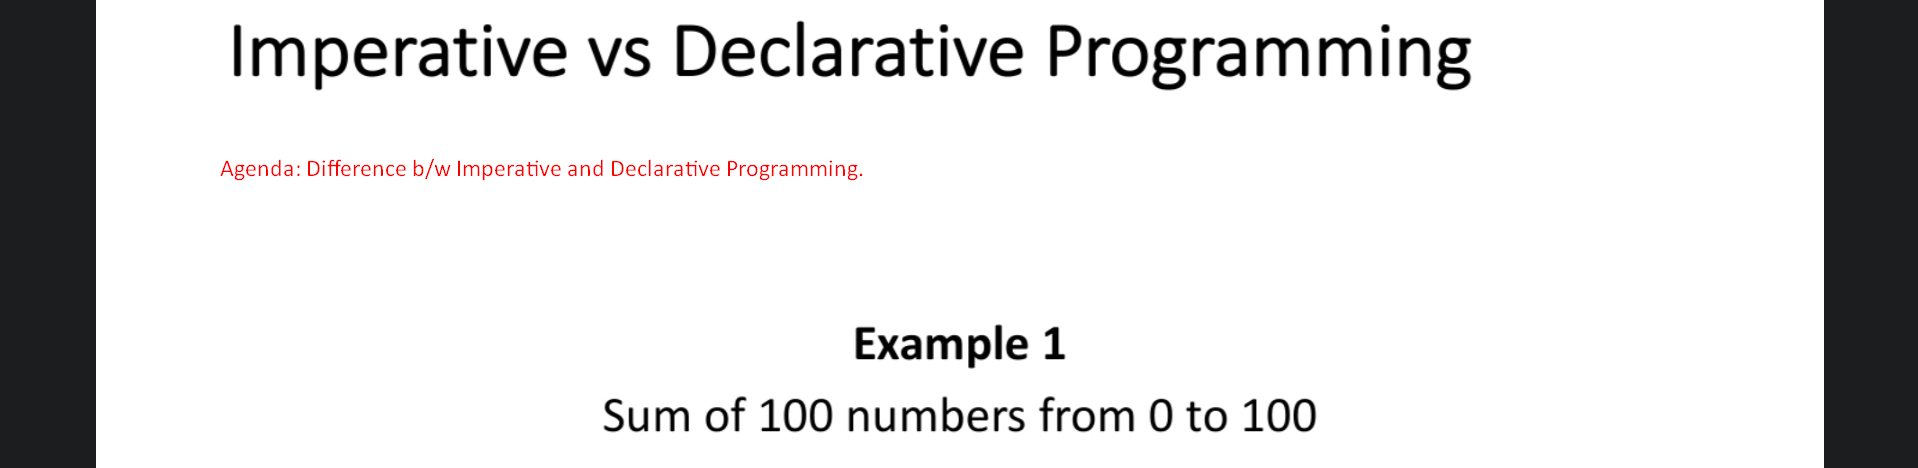 Imperative vs Declarative Programming
Agenda: Difference b/w Imperative and Declarative Programming.
Example 1
Sum of 100 numbers from 0 to 100